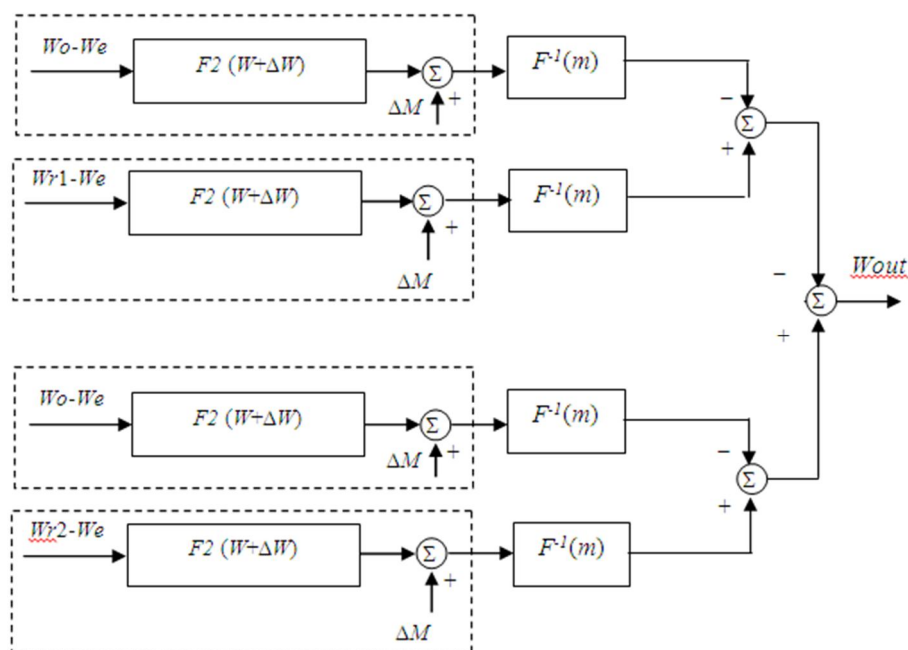 Wo-We
F2 (W+ΔW)
Σ
+
ΔM
F⁻¹(m)
−
Σ
+
Wr1-We
F2 (W+ΔW)
Σ
+
ΔM
F⁻¹(m)
−
Σ
+
Wout
Wo-We
F2 (W+ΔW)
Σ
+
ΔM
F⁻¹(m)
−
Σ
+
Wr2-We
F2 (W+ΔW)
Σ
+
ΔM
F⁻¹(m)